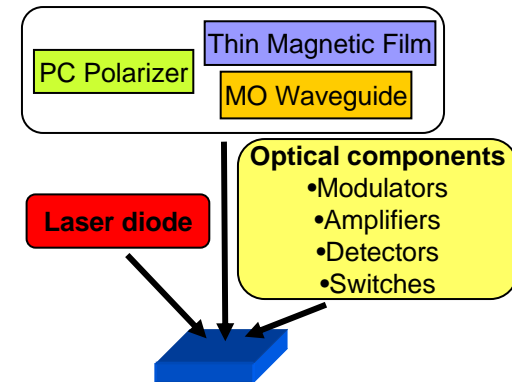 Thin Magnetic Film
PC Polarizer
MO Waveguide
Optical components
•Modulators
•Amplifiers
•Detectors
•Switches
Laser diode